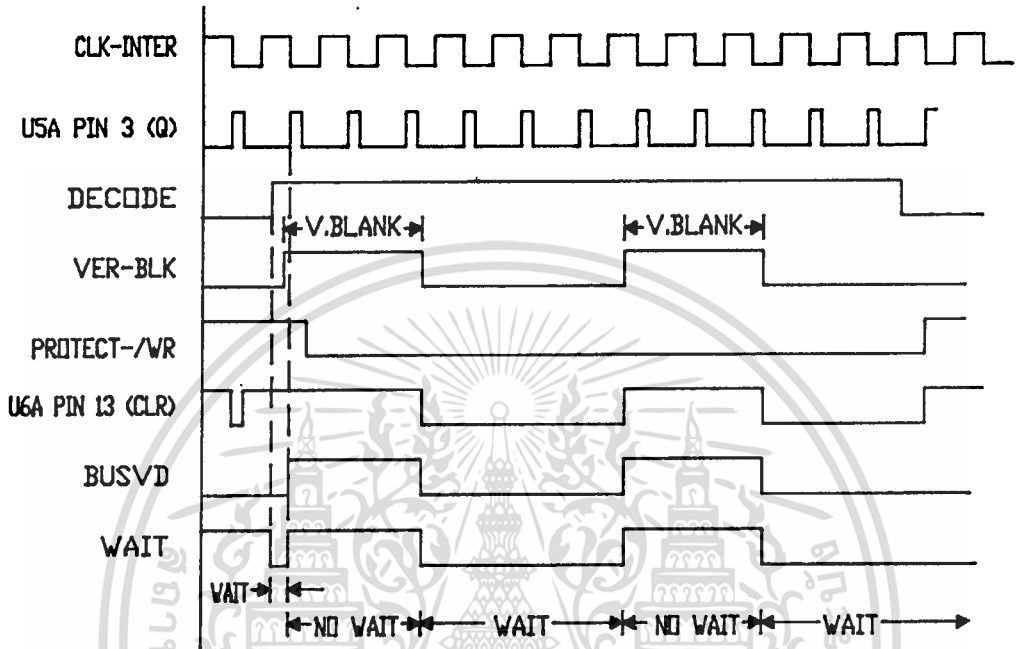 CLK-INTER
U5A PIN 3 (Q)
DECODE
V.BLANK V.BLANK
VER-BLK
PROTECT-/WR
U6A PIN 13 (CLR)
BUSVD
WAIT
WAIT
NO WAIT WAIT NO WAIT WAIT